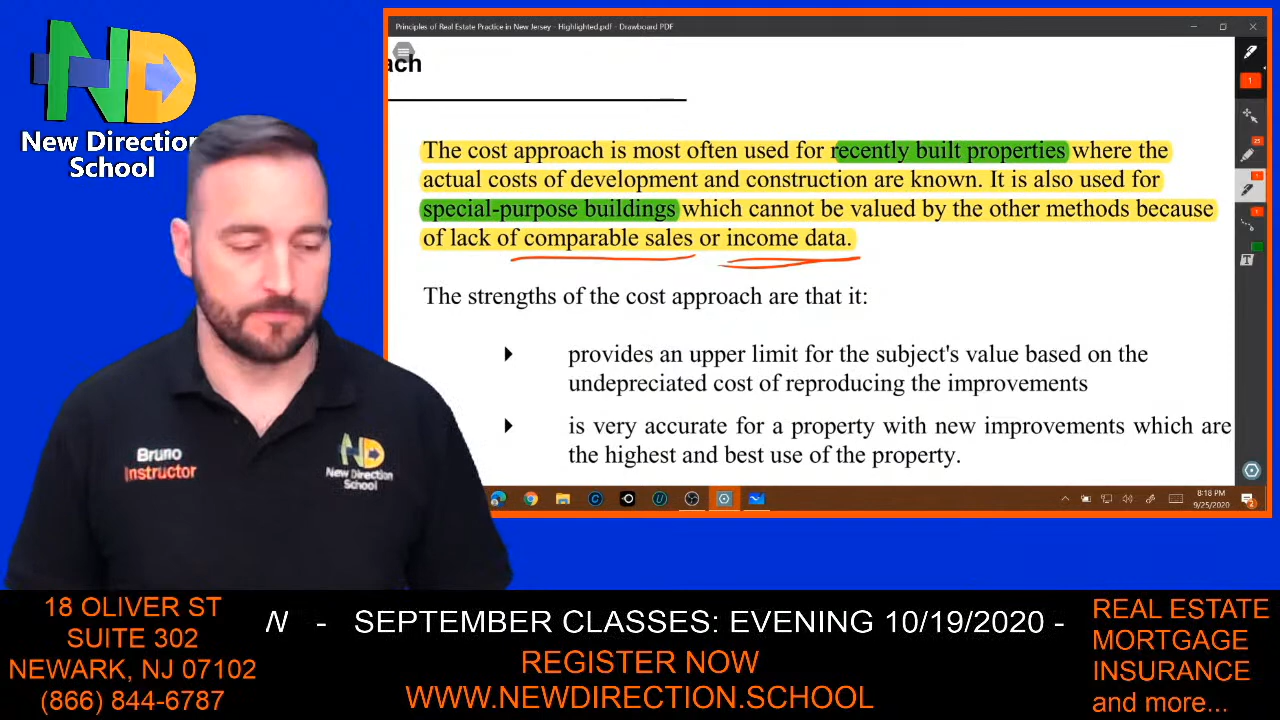 Principles of Real Estate Practice in New Jersey - Highlighted.pdf - Drawboard PDF
ND
New Direction
School
ach
The cost approach is most often used for recently built properties where the
actual costs of development and construction are known. It is also used for
special-purpose buildings which cannot be valued by the other methods because
of lack of comparable sales or income data.
The strengths of the cost approach are that it:
provides an upper limit for the subject's value based on the
undepreciated cost of reproducing the improvements
is very accurate for a property with new improvements which are
the highest and best use of the property.
Bruno
Instructor
ND
New Direction
School
8:18 PM
9/25/2020
18 OLIVER ST
SUITE 302
NEWARK, NJ 07102
(866) 844-6787
N - SEPTEMBER CLASSES: EVENING 10/19/2020 -
REGISTER NOW
WWW.NEWDIRECTION.SCHOOL
REAL ESTATE
MORTGAGE
INSURANCE
and more...